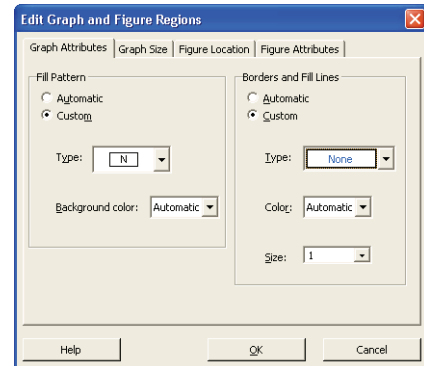 Edit Graph and Figure Regions
Graph Attributes Graph Size Figure Location Figure Attributes
Fill Pattern
Automatic
Custom
Type: N
Background color: Automatic
Borders and Fill Lines
Automatic
Custom
Type: None
Color: Automatic
Size: 1
Help OK Cancel